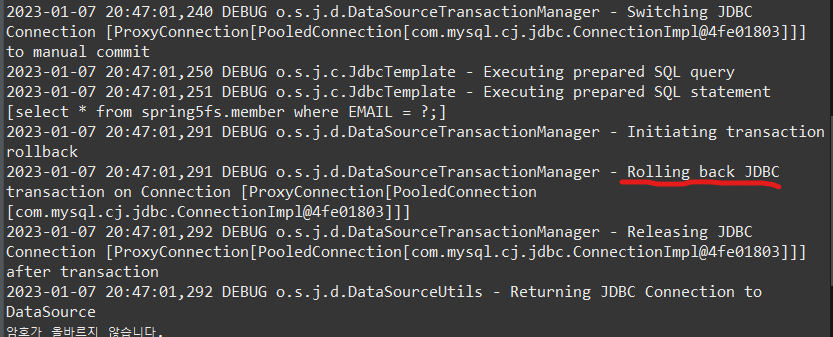 2023-01-07 20:47:01,240 DEBUG o.s.j.d.DataSourceTransactionManager - Switching JDBC
Connection [ProxyConnection[PooledConnection[com.mysql.cj.jdbc.ConnectionImpl@4fe01803]]]
to manual commit
2023-01-07 20:47:01,250 DEBUG o.s.j.c.JdbcTemplate - Executing prepared SQL query
2023-01-07 20:47:01,251 DEBUG o.s.j.c.JdbcTemplate - Executing prepared SQL statement
[select * from spring5fs.member where EMAIL = ?;]
2023-01-07 20:47:01,291 DEBUG o.s.j.d.DataSourceTransactionManager - Initiating transaction
rollback
2023-01-07 20:47:01,291 DEBUG o.s.j.d.DataSourceTransactionManager - Rolling back JDBC
transaction on Connection [ProxyConnection[PooledConnection
[com.mysql.cj.jdbc.ConnectionImpl@4fe01803]]]
2023-01-07 20:47:01,292 DEBUG o.s.j.d.DataSourceTransactionManager - Releasing JDBC
Connection [ProxyConnection[PooledConnection[com.mysql.cj.jdbc.ConnectionImpl@4fe01803]]]
after transaction
2023-01-07 20:47:01,292 DEBUG o.s.j.d.DataSourceUtils - Returning JDBC Connection to
DataSource
암호가 올바르지 않습니다.